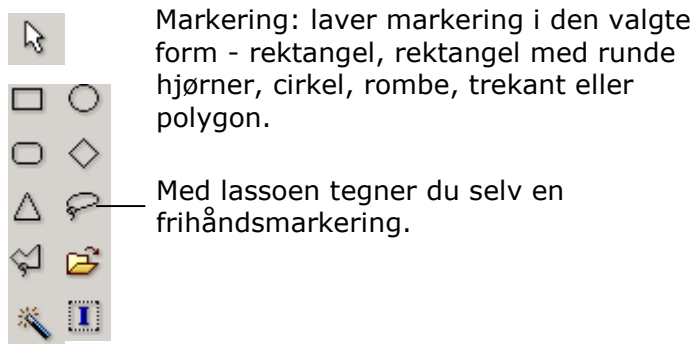 Markering: laver markering i den valgte
form - rektangel, rektangel med runde
hjørner, cirkel, rombe, trekant eller
polygon.
Med lassoen tegner du selv en
frihåndsmarkering.